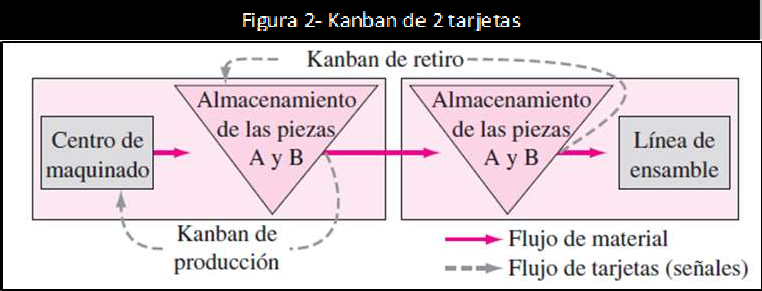 Figura 2- Kanban de 2 tarjetas
Kanban de retiro
Centro de
maquinado
Almacenamiento
de las piezas
A y B
Almacenamiento
de las piezas
A y B
Línea de
ensamble
Kanban de
producción
Flujo de material
Flujo de tarjetas (señales)